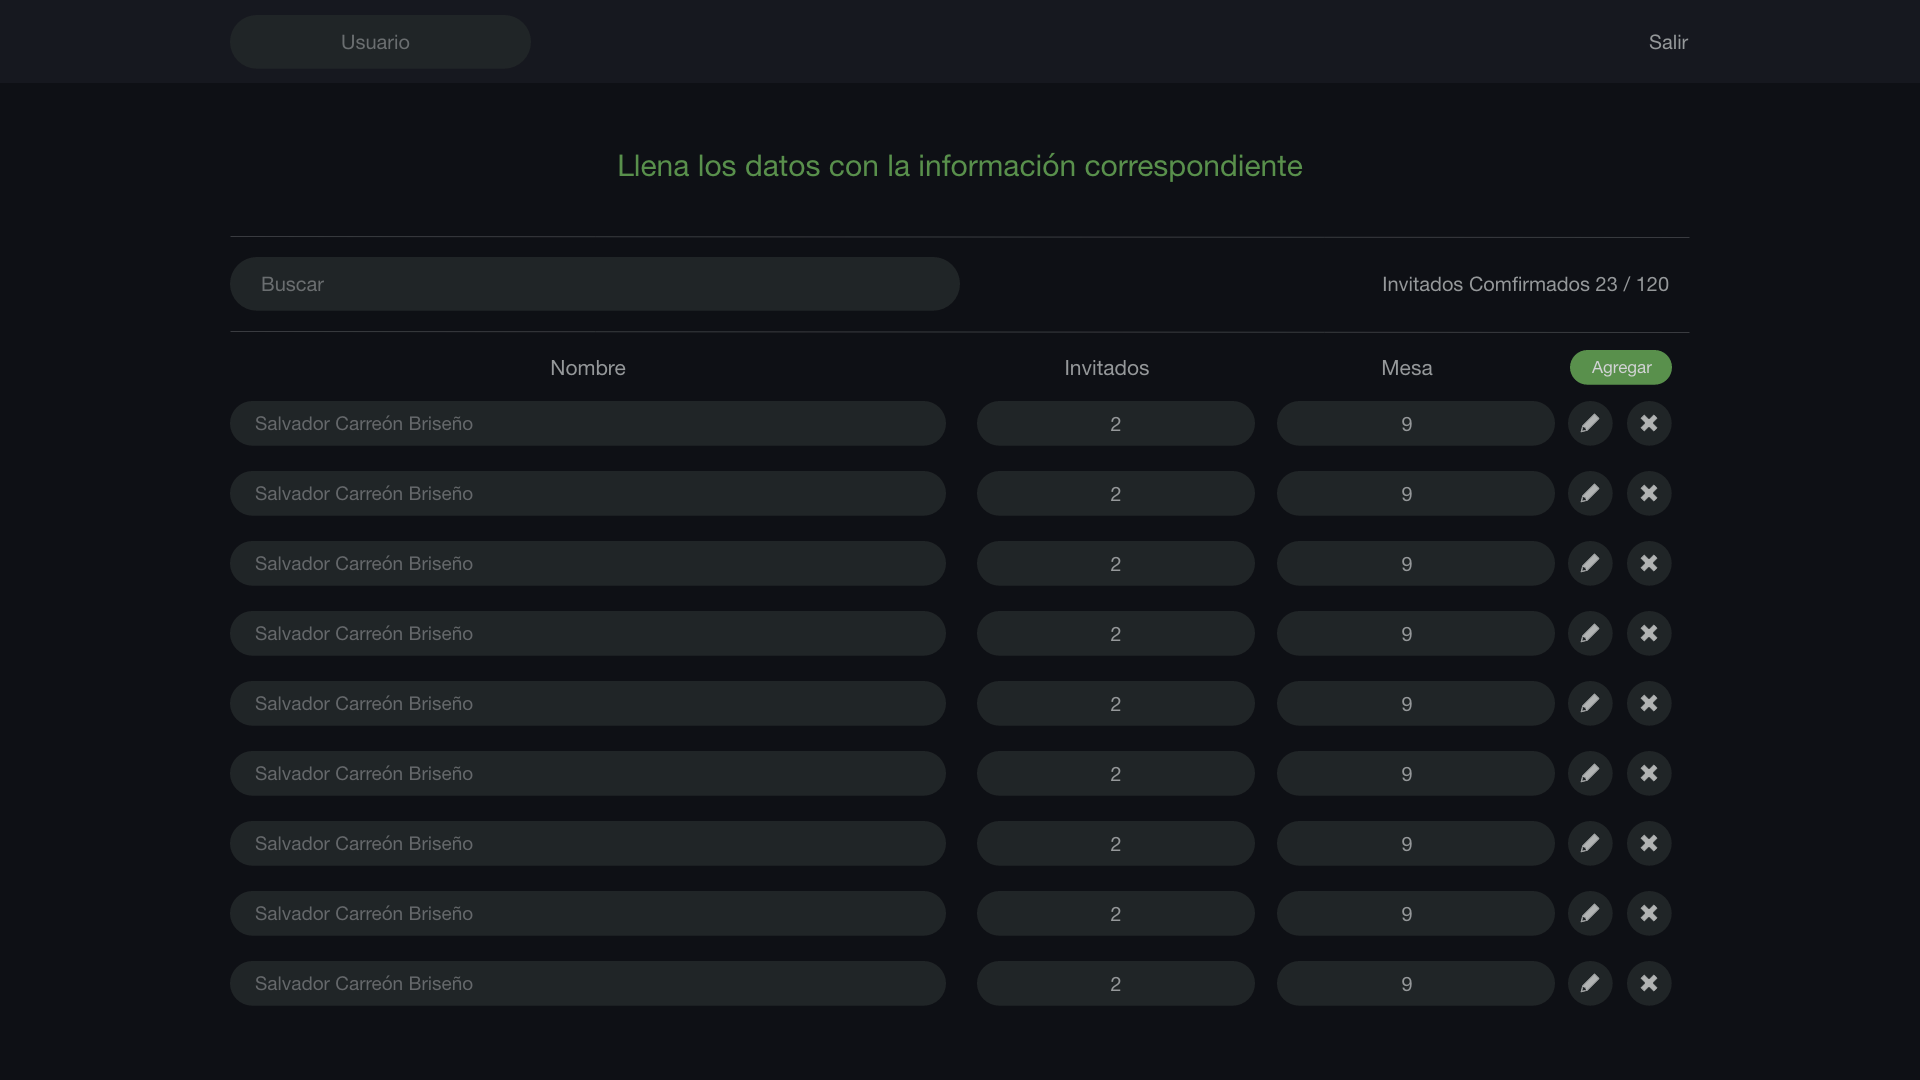 Usuario
Salir
Llena los datos con la información correspondiente
Buscar
Invitados Comfirmados 23 / 120
Nombre Invitados Mesa Agregar
Salvador Carreón Briseño 2 9
Salvador Carreón Briseño 2 9
Salvador Carreón Briseño 2 9
Salvador Carreón Briseño 2 9
Salvador Carreón Briseño 2 9
Salvador Carreón Briseño 2 9
Salvador Carreón Briseño 2 9
Salvador Carreón Briseño 2 9
Salvador Carreón Briseño 2 9